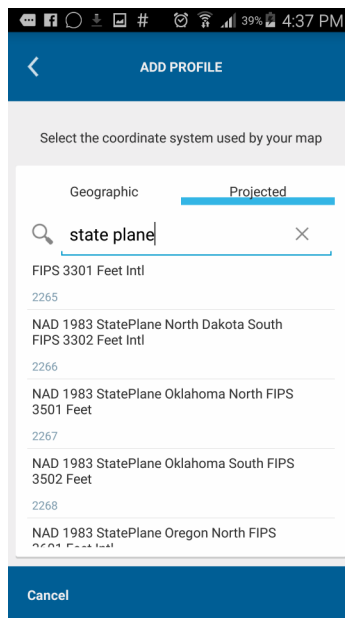 39% 4:37 PM
ADD PROFILE
Select the coordinate system used by your map
Geographic Projected
state plane
FIPS 3301 Feet Intl
2265
NAD 1983 StatePlane North Dakota South
FIPS 3302 Feet Intl
2266
NAD 1983 StatePlane Oklahoma North FIPS
3501 Feet
2267
NAD 1983 StatePlane Oklahoma South FIPS
3502 Feet
2268
NAD 1983 StatePlane Oregon North FIPS
Cancel